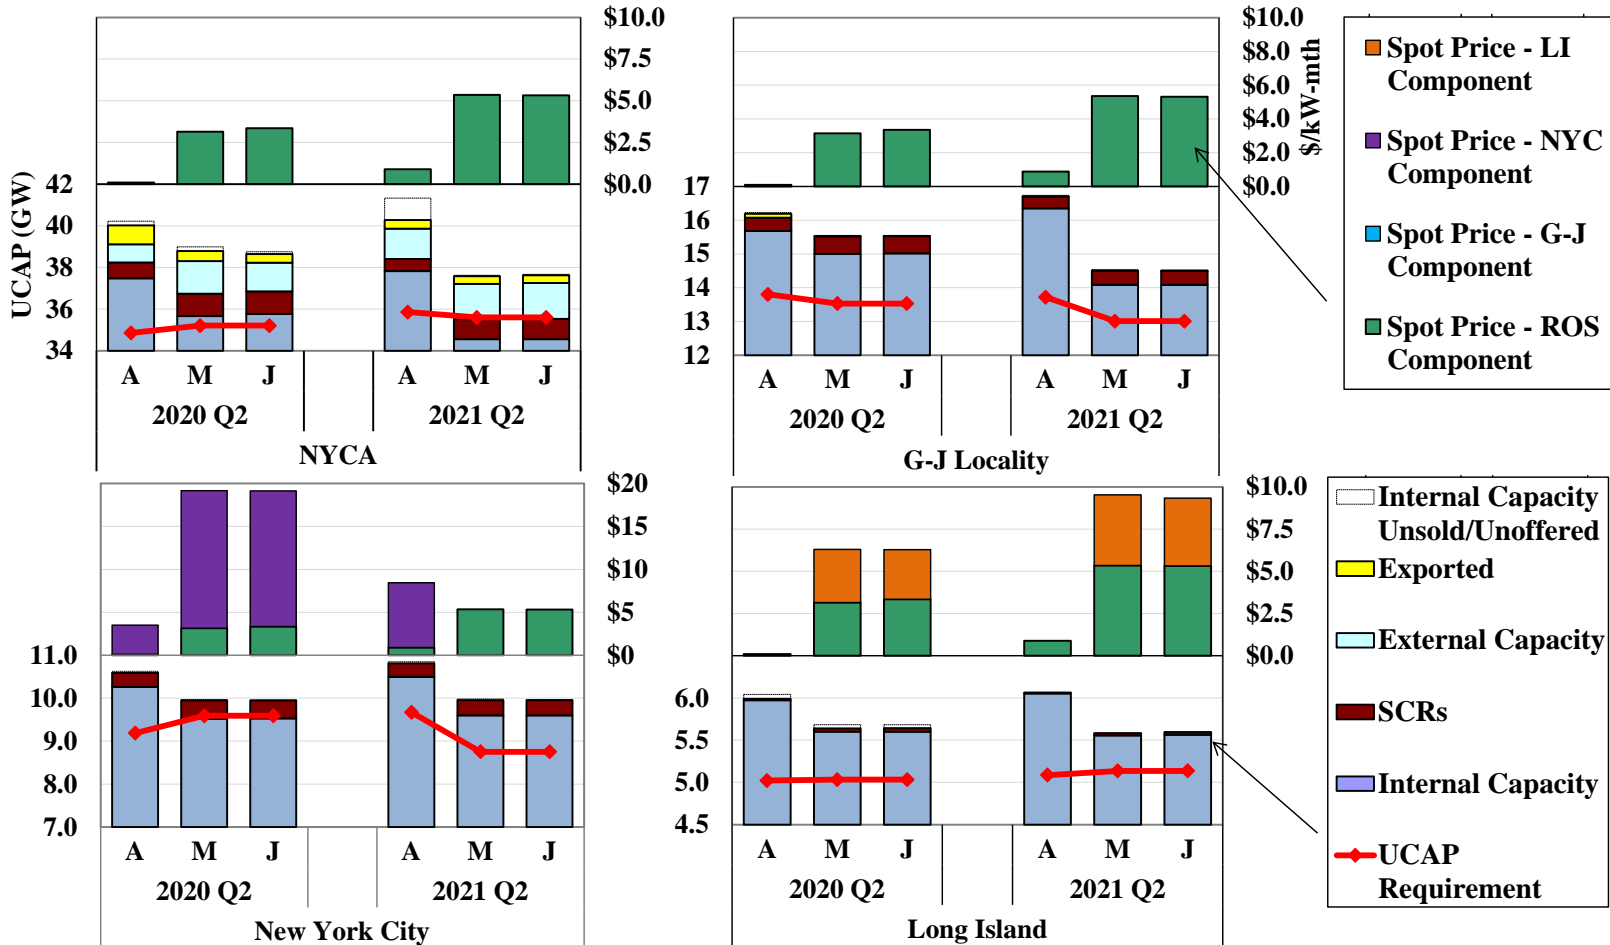 $10.0
$7.5
$5.0
$2.5
$0.0
UCAP (GW)
42
40
38
36
34
A M J A M J
2020 Q2 2021 Q2
NYCA
$10.0
$8.0
$6.0
$4.0
$2.0
$0.0
$/kW-mth
17
16
15
14
13
12
A M J A M J
2020 Q2 2021 Q2
G-J Locality
Spot Price - LI
Component
Spot Price - NYC
Component
Spot Price - G-J
Component
Spot Price - ROS
Component
$20
$15
$10
$5
$0
11.0
10.0
9.0
8.0
7.0
A M J A M J
2020 Q2 2021 Q2
New York City
$10.0
$7.5
$5.0
$2.5
$0.0
6.0
5.5
5.0
4.5
A M J A M J
2020 Q2 2021 Q2
Long Island
Internal Capacity
Unsold/Unoffered
Exported
External Capacity
SCRs
Internal Capacity
UCAP
Requirement